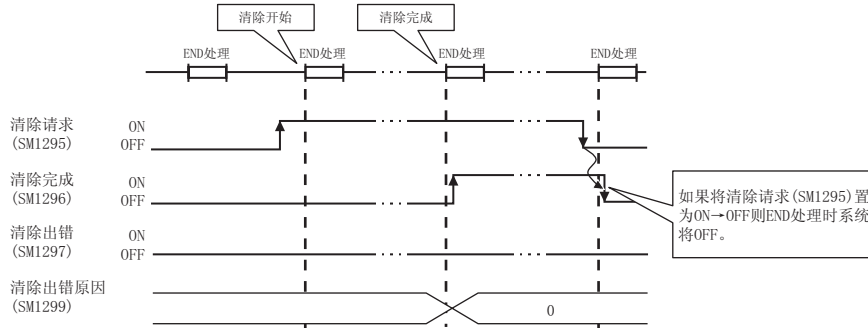 清除开始
清除完成
END处理
END处理
END处理
END处理
清除请求
(SM1295)
ON
OFF
清除完成
(SM1296)
ON
OFF
如果将清除请求(SM1295)置
为ON→OFF则END处理时系统
将OFF。
清除出错
(SM1297)
ON
OFF
清除出错原因
(SM1299)
0